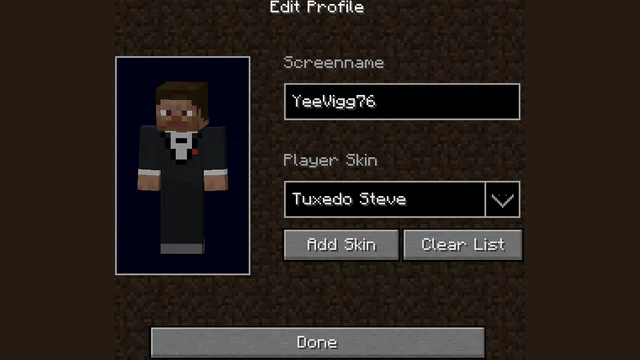 Edit Profile
Screenname
YeeVigg76
Player Skin
Tuxedo Steve
Add Skin
Clear List
Done